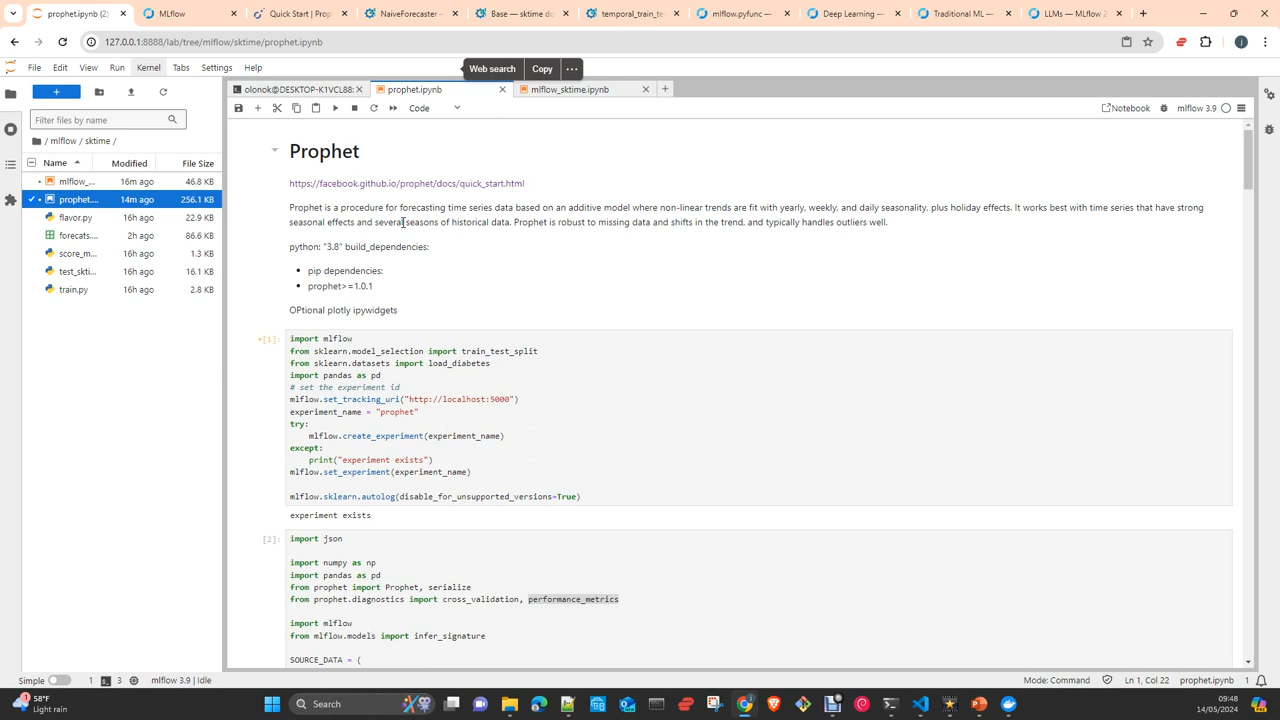 prophet.ipynb (2)
MLflow
Quick Start | Prop
NaiveForecaster —
Base — sktime do
temporal_train_te
mlflow.pyfunc —
Deep Learning —
Traditional ML —
LLMs — MLflow 2
127.0.0.1:8888/lab/tree/mlflow/sktime/prophet.ipynb
File Edit View Run Kernel Tabs Settings Help
Web search Copy ...
olonok@DESKTOP-K1VCL88:
prophet.ipynb
mlflow_sktime.ipynb
Code
Notebook
mlflow 3.9
Filter files by name
/ mlflow / sktime /
Name Modified File Size
mlflow_... 16m ago 46.8 KB
prophet.... 14m ago 256.1 KB
flavor.py 16h ago 22.9 KB
forecats.... 2h ago 86.6 KB
score_m... 16h ago 1.3 KB
test_skti... 16h ago 16.1 KB
train.py 16h ago 2.8 KB
Prophet
https://facebook.github.io/prophet/docs/quick_start.html
Prophet is a procedure for forecasting time series data based on an additive model where non-linear trends are fit with yearly, weekly, and daily seasonality, plus holiday effects. It works best with time series that have strong
seasonal effects and several seasons of historical data. Prophet is robust to missing data and shifts in the trend, and typically handles outliers well.
python: "3.8" build_dependencies:
• pip dependencies:
• prophet>=1.0.1
OPtional plotly ipywidgets
[1]:
import mlflow
from sklearn.model_selection import train_test_split
from sklearn.datasets import load_diabetes
import pandas as pd
# set the experiment id
mlflow.set_tracking_uri("http://localhost:5000")
experiment_name = "prophet"
try:
mlflow.create_experiment(experiment_name)
except:
print("experiment exists")
mlflow.set_experiment(experiment_name)
mlflow.sklearn.autolog(disable_for_unsupported_versions=True)
experiment exists
[2]:
import json
import numpy as np
import pandas as pd
from prophet import Prophet, serialize
from prophet.diagnostics import cross_validation, performance_metrics
import mlflow
from mlflow.models import infer_signature
SOURCE_DATA = (
Simple 1 3 mlflow 3.9 | Idle
Mode: Command Ln 1, Col 22 prophet.ipynb 1
58°F
Light rain
Search
09:48
14/05/2024